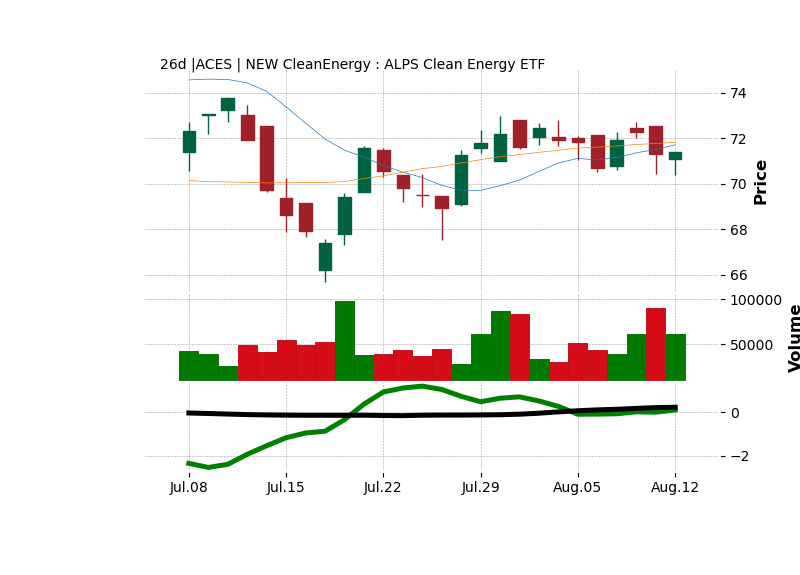 26d |ACES | NEW CleanEnergy : ALPS Clean Energy ETF
74
72
70
68
66
Price
100000
50000
Volume
0
−2
Jul.08 Jul.15 Jul.22 Jul.29 Aug.05 Aug.12